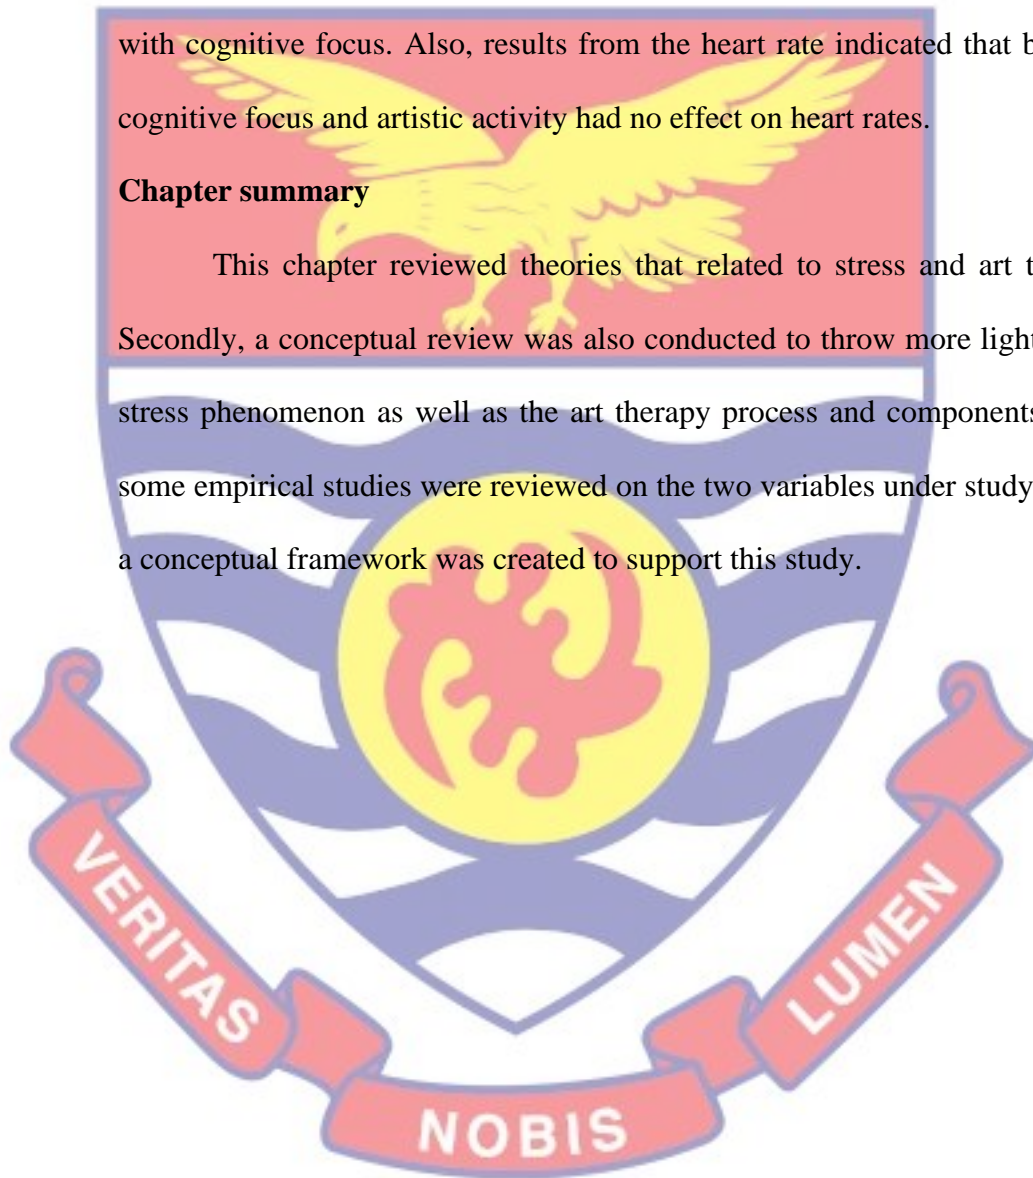 with cognitive focus. Also, results from the heart rate indicated that
cognitive focus and artistic activity had no effect on heart rates.
Chapter summary
This chapter reviewed theories that related to stress and art
Secondly, a conceptual review was also conducted to throw more light
stress phenomenon as well as the art therapy process and components
some empirical studies were reviewed on the two variables under study
a conceptual framework was created to support this study.
VERITAS
NOBIS
LUMEN